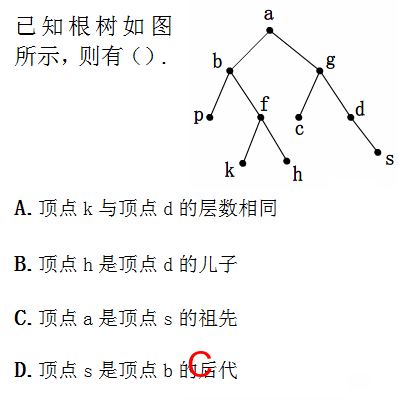 已知根树如图
所示，则有（）.
a
b
g
p
f
c
d
k
h
s
A. 顶点 k 与顶点 d 的层数相同
B. 顶点 h 是顶点 d 的儿子
C. 顶点 a 是顶点 s 的祖先
D. 顶点 s 是顶点 b 的后代
C